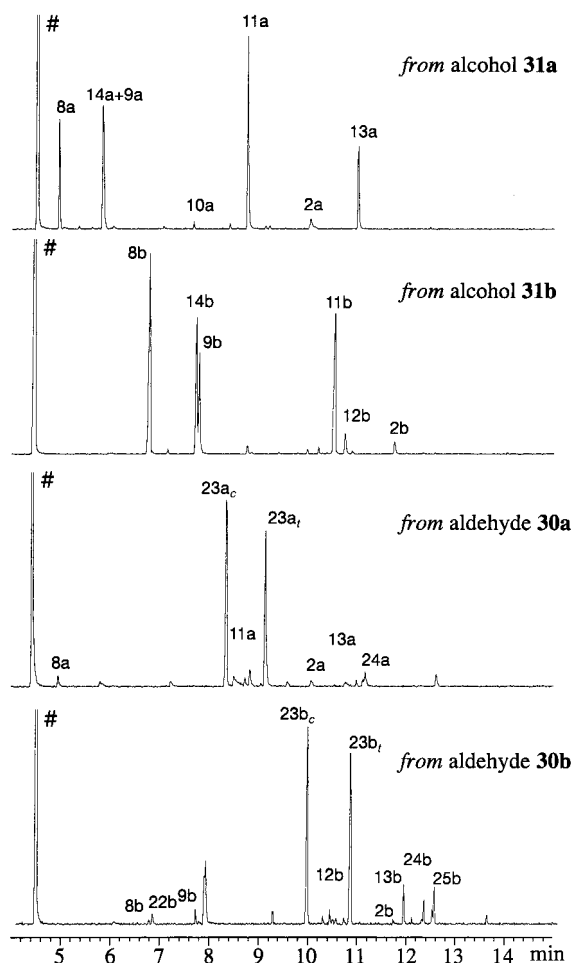 #
8a
14a+9a
10a
11a
2a
13a
from alcohol 31a
#
8b
14b
9b
11b
12b
2b
from alcohol 31b
#
8a
23ac
11a
23at
2a
13a
24a
from aldehyde 30a
#
8b
22b
9b
23bc
12b
23bt
2b
13b
24b
25b
from aldehyde 30b
5 6 7 8 9 10 11 12 13 14 min